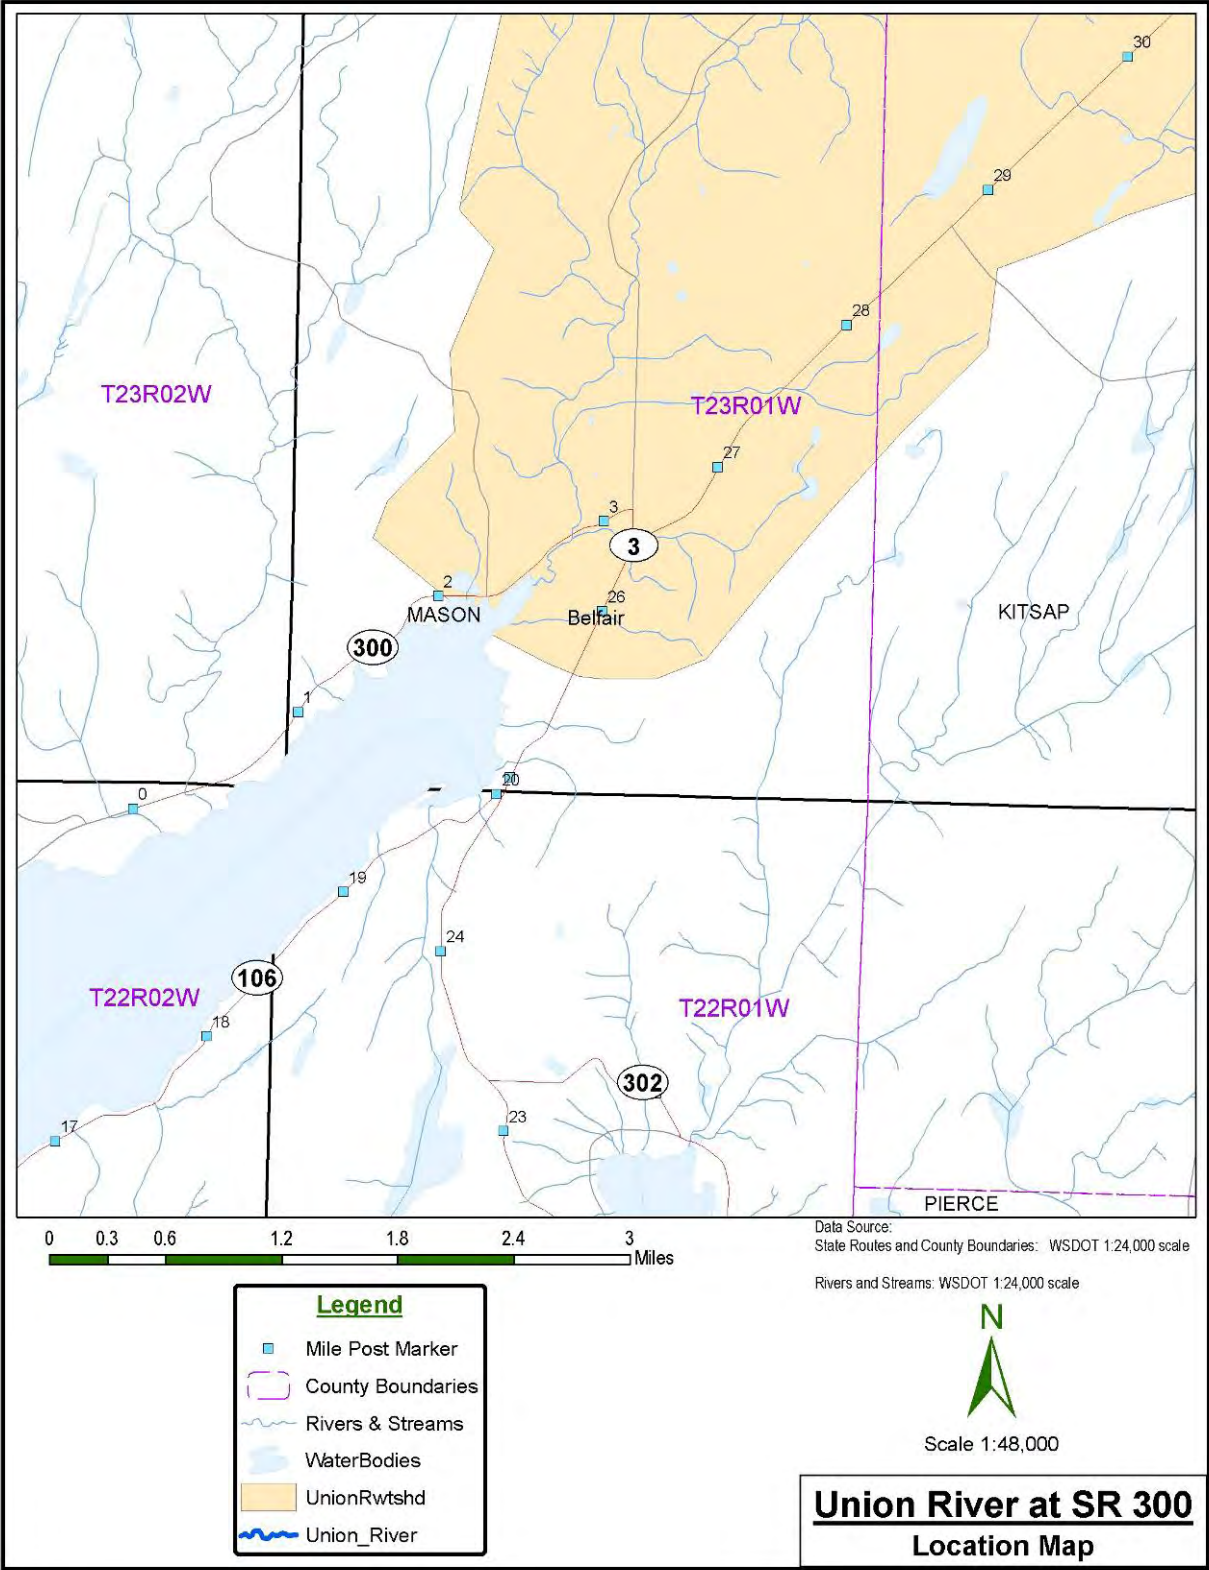 30
29
28
T23R02W
T23R01W
27
3
3
2
26
MASON
Belfair
KITSAP
300
1
20
0
19
24
106
T22R02W
T22R01W
18
302
23
17
PIERCE
0 0.3 0.6 1.2 1.8 2.4 3
Miles
Data Source:
State Routes and County Boundaries: WSDOT 1:24,000 scale
Rivers and Streams: WSDOT 1:24,000 scale
Legend
Mile Post Marker
County Boundaries
Rivers & Streams
WaterBodies
UnionRwtshd
Union_River
N
Scale 1:48,000
Union River at SR 300
Location Map